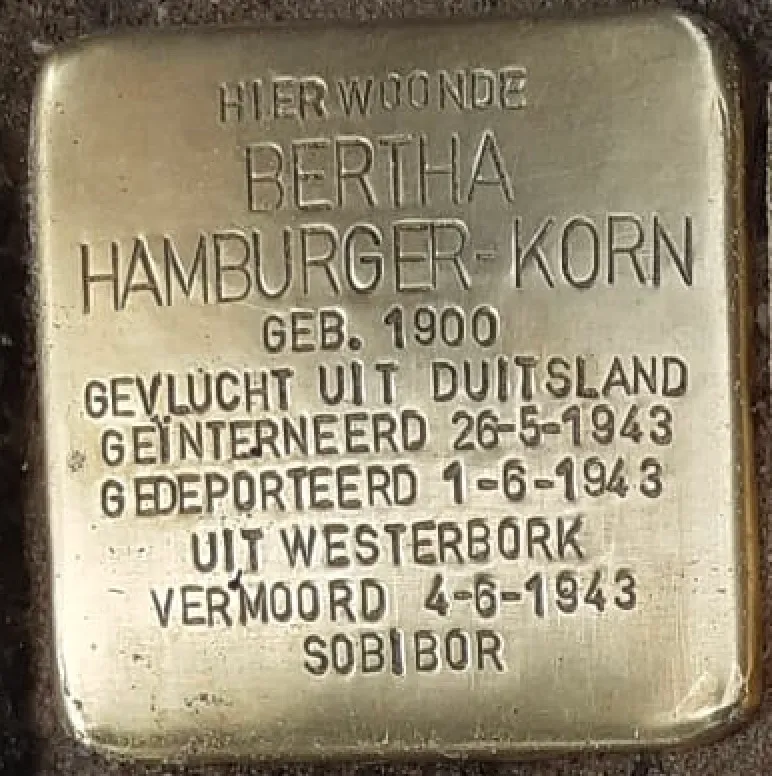 HIER WOONDE
BERTHA
HAMBURGER-KORN
GEB. 1900
GEVLUCHT UIT DUITSLAND
GEÏNTERNEERD 26-5-1943
GEDEPORTEERD 1-6-1943
UIT WESTERBORK
VERMOORD 4-6-1943
SOBIBOR